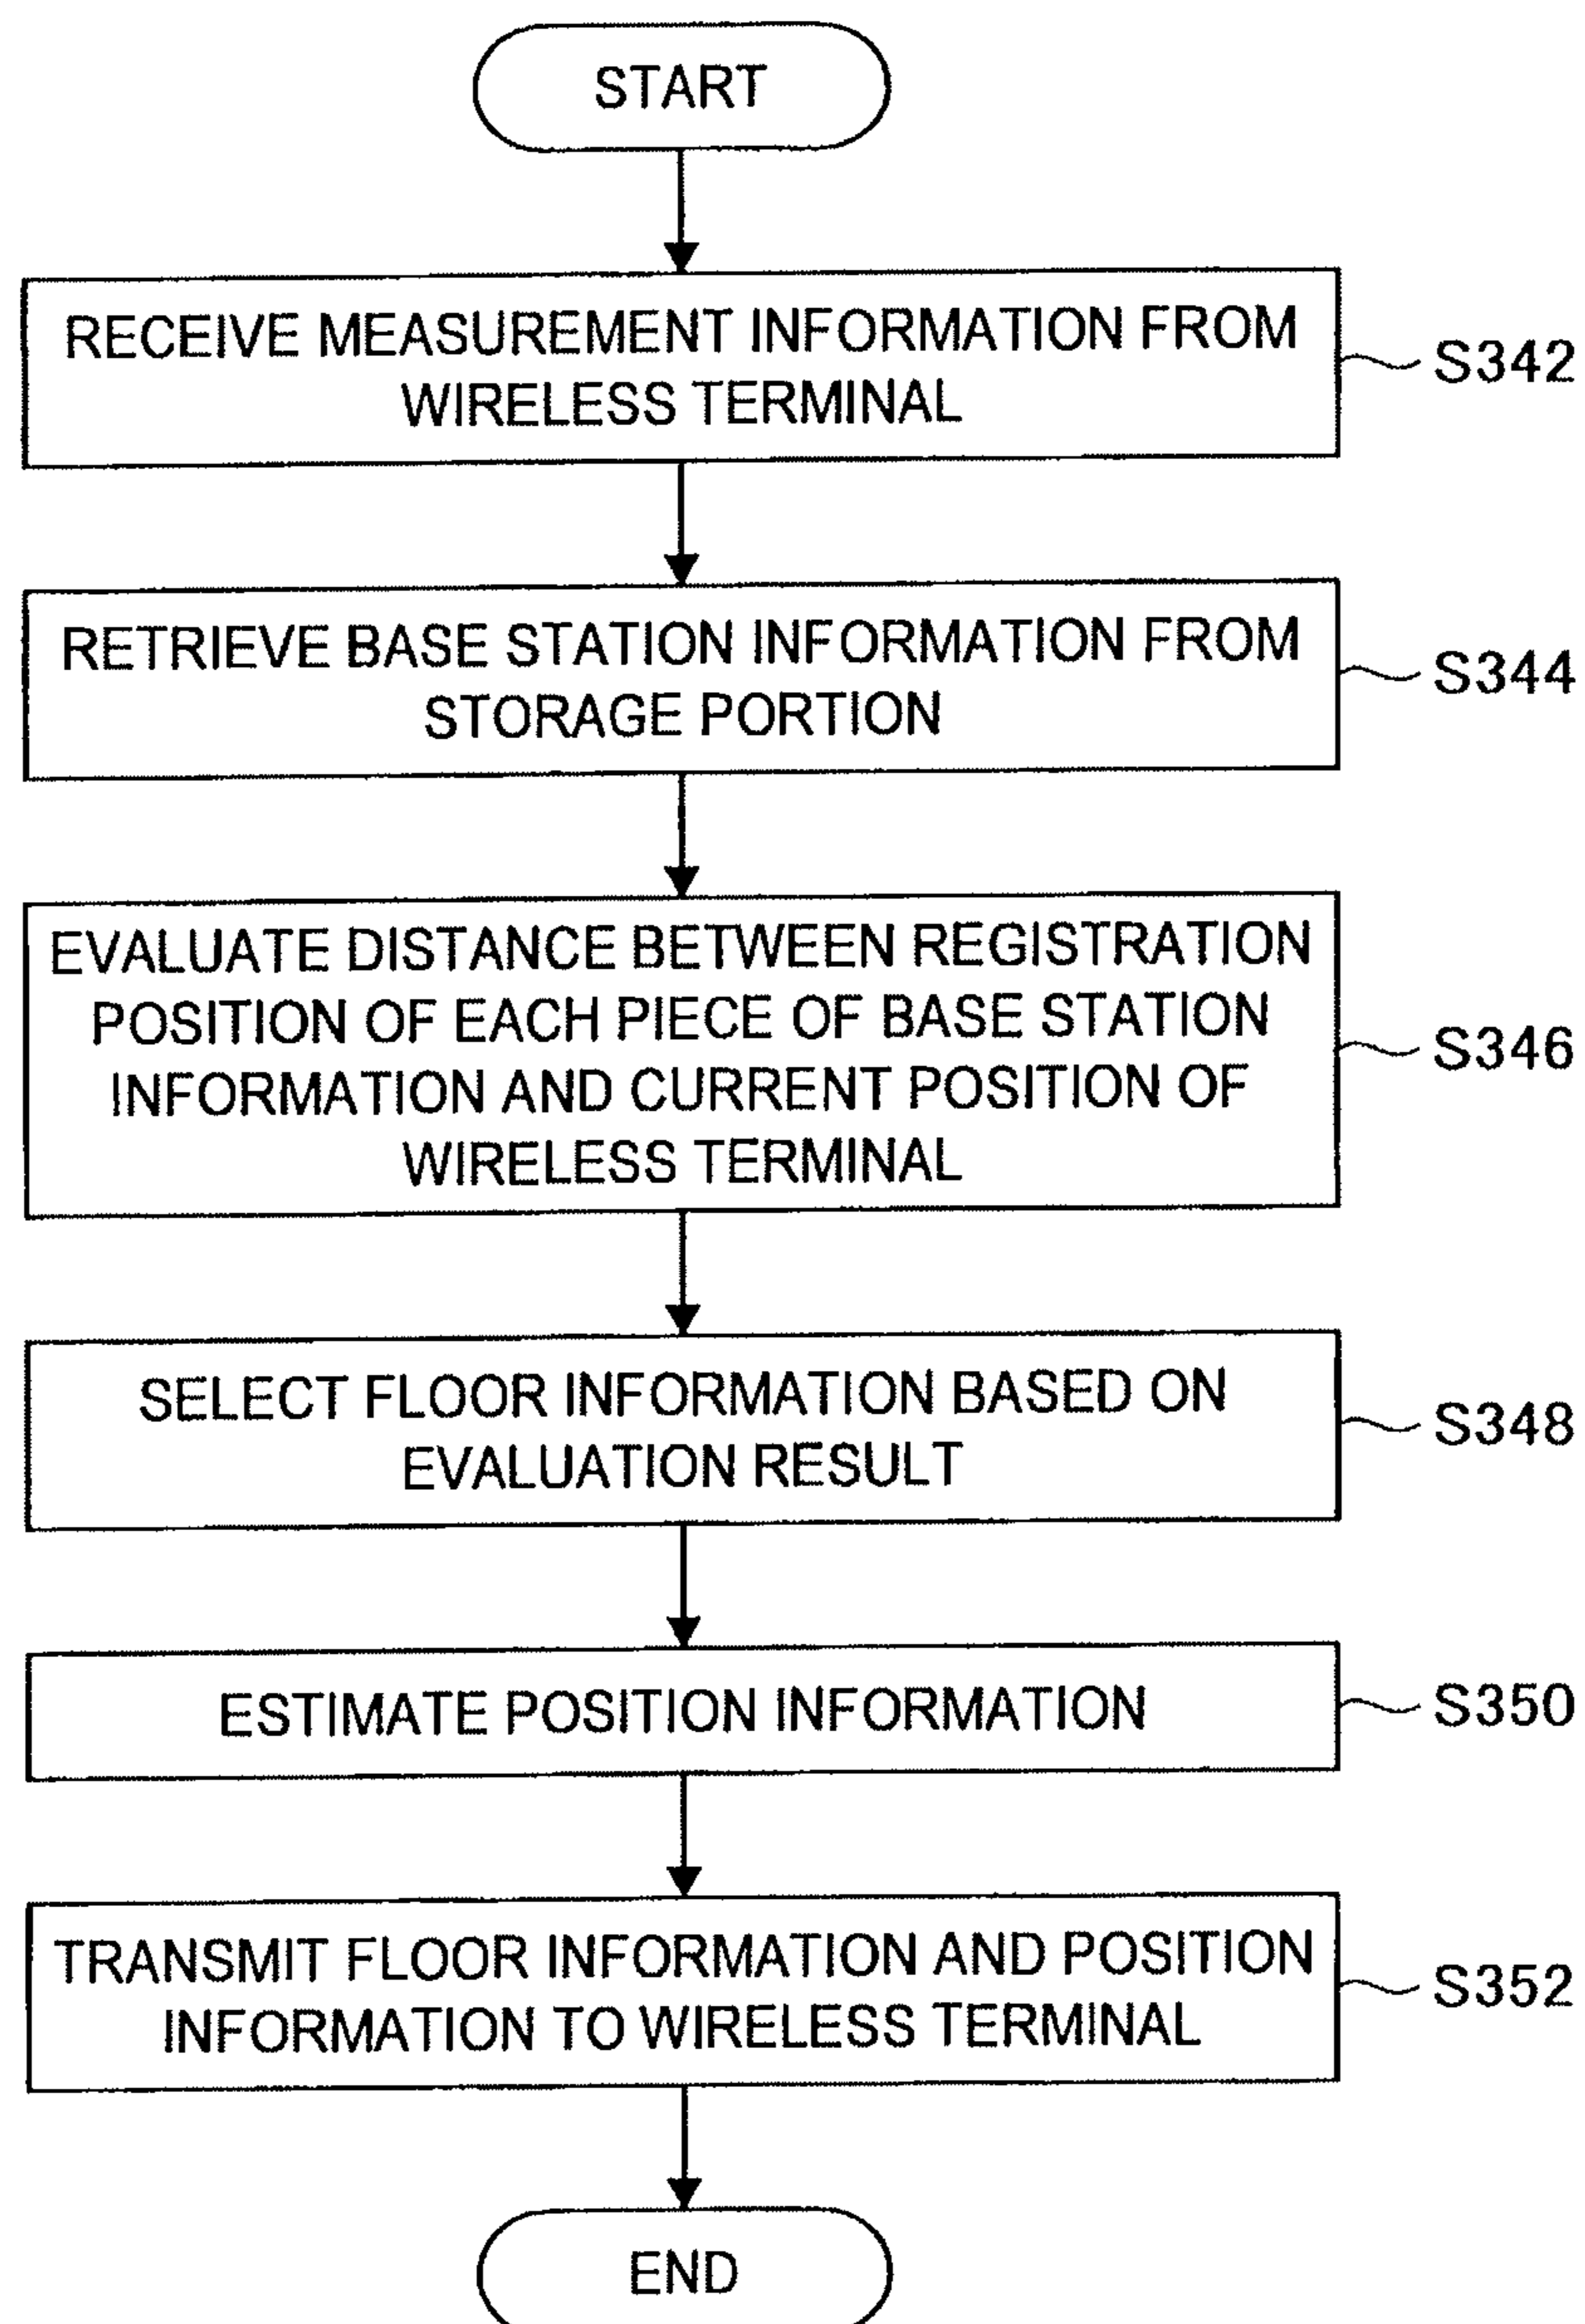 START
RECEIVE MEASUREMENT INFORMATION FROM
WIRELESS TERMINAL
S342
RETRIEVE BASE STATION INFORMATION FROM
STORAGE PORTION
S344
EVALUATE DISTANCE BETWEEN REGISTRATION
POSITION OF EACH PIECE OF BASE STATION
INFORMATION AND CURRENT POSITION OF
WIRELESS TERMINAL
S346
SELECT FLOOR INFORMATION BASED ON
EVALUATION RESULT
S348
ESTIMATE POSITION INFORMATION
S350
TRANSMIT FLOOR INFORMATION AND POSITION
INFORMATION TO WIRELESS TERMINAL
S352
END